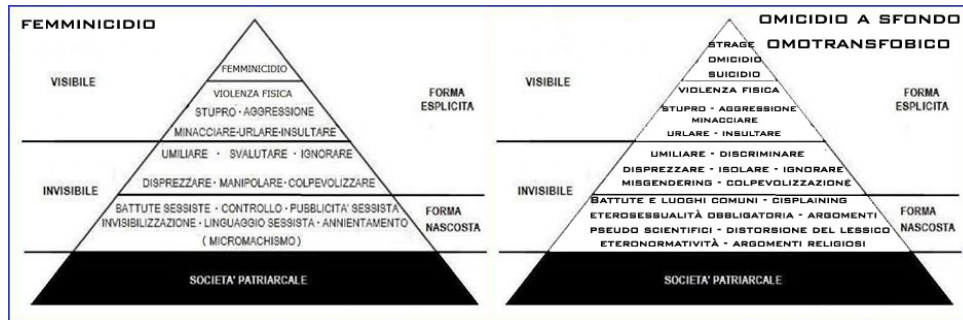 FEMMINICIDIO
FEMMINICIDIO
VISIBILE
VIOLENZA FISICA
STUPRO · AGGRESSIONE
FORMA
ESPLICITA
MINACCIARE·URLARE·INSULTARE
UMILIARE · SVALUTARE · IGNORARE
INVISIBILE
DISPREZZARE · MANIPOLARE · COLPEVOLIZZARE
BATTUTE SESSISTE · CONTROLLO · PUBBLICITA' SESSISTA
INVISIBILIZZAZIONE · LINGUAGGIO SESSISTA · ANNIENTAMENTO
( MICROMACHISMO )
FORMA
NASCOSTA
SOCIETA' PATRIARCALE
OMICIDIO A SFONDO
OMOTRANSFOBICO
STRAGE
OMICIDIO
SUICIDIO
VISIBILE
VIOLENZA FISICA
STUPRO - AGGRESSIONE
MINACCIARE
URLARE - INSULTARE
FORMA
ESPLICITA
UMILIARE - DISCRIMINARE
DISPREZZARE - ISOLARE - IGNORARE
MISGENDERING - COLPEVOLIZZAZIONE
INVISIBILE
BATTUTE E LUOGHI COMUNI - CISPLAINING
ETEROSESSUALITÀ OBBLIGATORIA - ARGOMENTI
PSEUDO SCIENTIFICI - DISTORSIONE DEL LESSICO
ETERONORMATIVITÀ - ARGOMENTI RELIGIOSI
FORMA
NASCOSTA
SOCIETA' PATRIARCALE